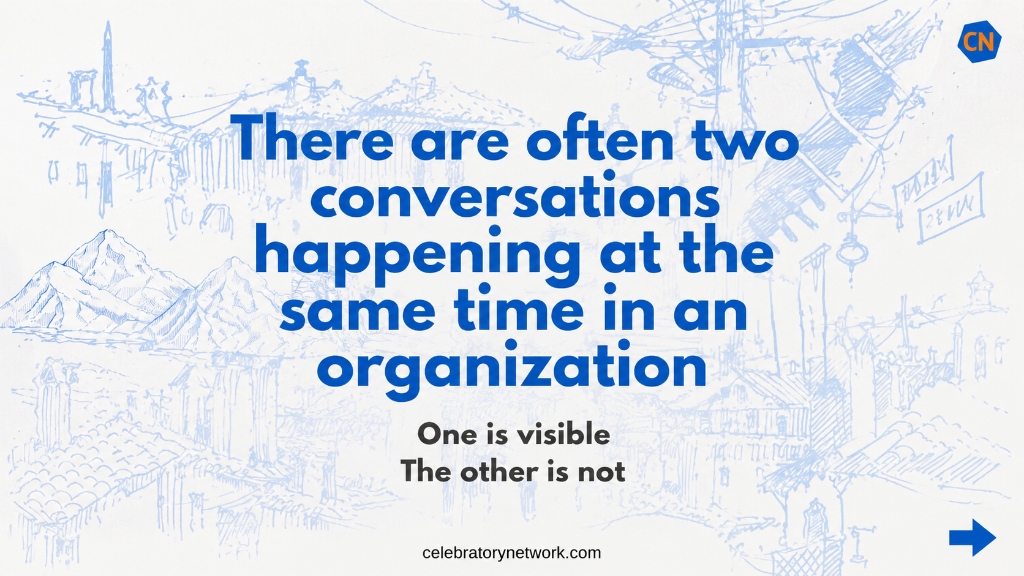 CN
There are often two
conversations
happening at the
same time in an
organization
One is visible
The other is not
celebratorynetwork.com